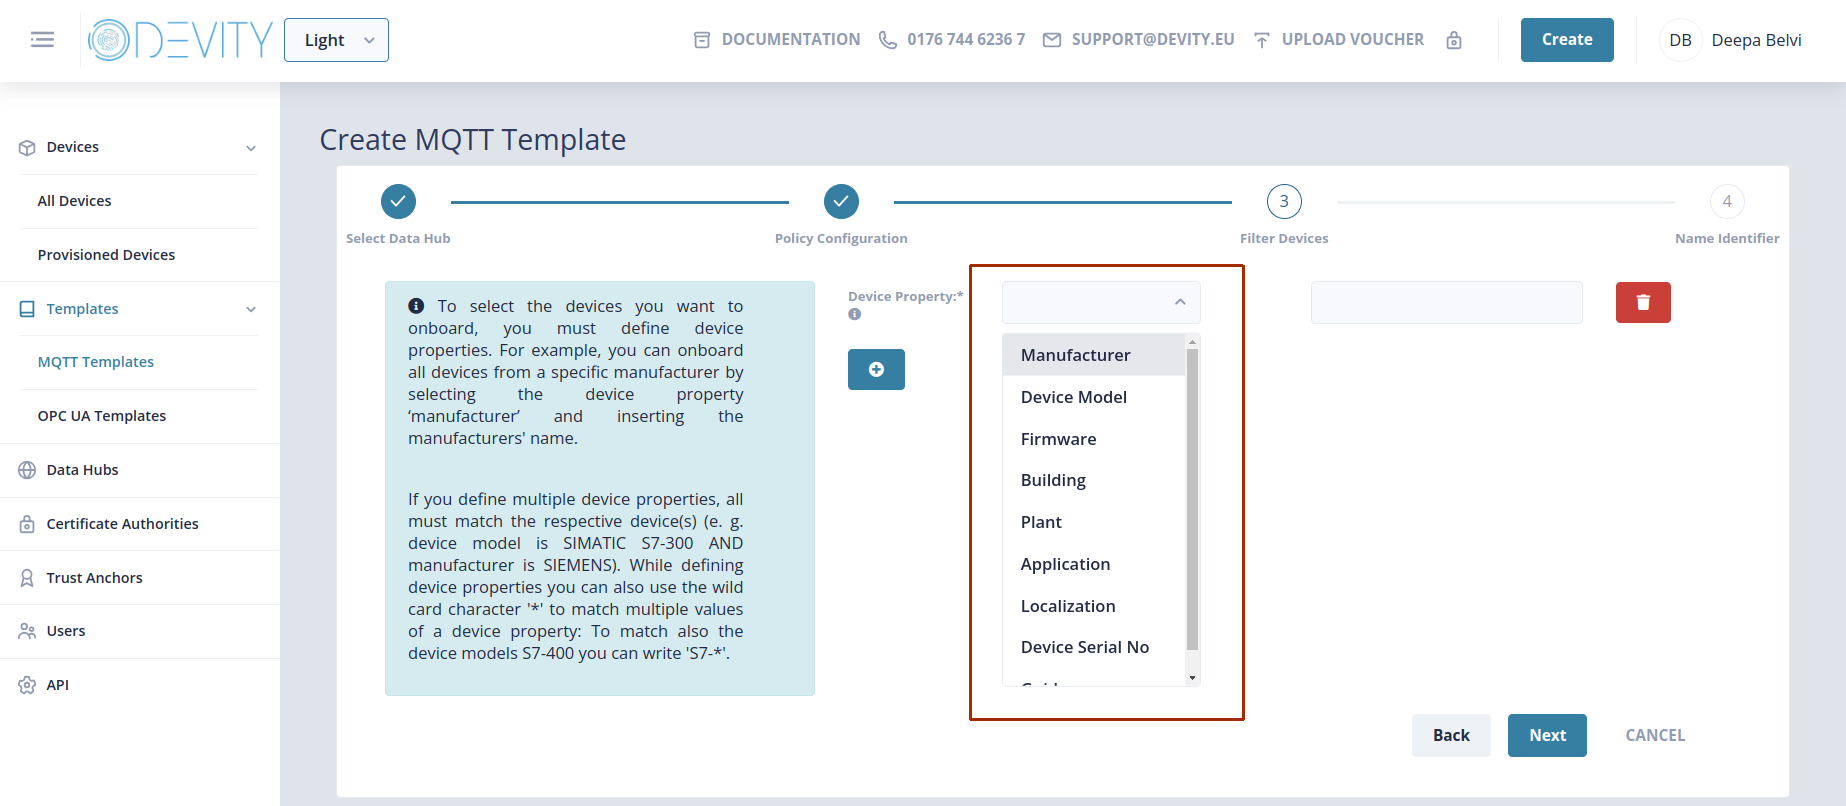 DEVITY
Light
DOCUMENTATION
0176 744 6236 7
SUPPORT@DEVITY.EU
UPLOAD VOUCHER
Create
DB
Deepa Belvi
Devices
All Devices
Provisioned Devices
Templates
MQTT Templates
OPC UA Templates
Data Hubs
Certificate Authorities
Trust Anchors
Users
API
Create MQTT Template
3
4
Select Data Hub
Policy Configuration
Filter Devices
Name Identifier
To select the devices you want to
onboard, you must define device
properties. For example, you can onboard
all devices from a specific manufacturer by
selecting the device property
‘manufacturer’ and inserting the
manufacturers' name.
If you define multiple device properties, all
must match the respective device(s) (e. g.
device model is SIMATIC S7-300 AND
manufacturer is SIEMENS). While defining
device properties you can also use the wild
card character '*' to match multiple values
of a device property: To match also the
device models S7-400 you can write 'S7-*'.
Device Property:*
Manufacturer
Device Model
Firmware
Building
Plant
Application
Localization
Device Serial No
Back
Next
CANCEL